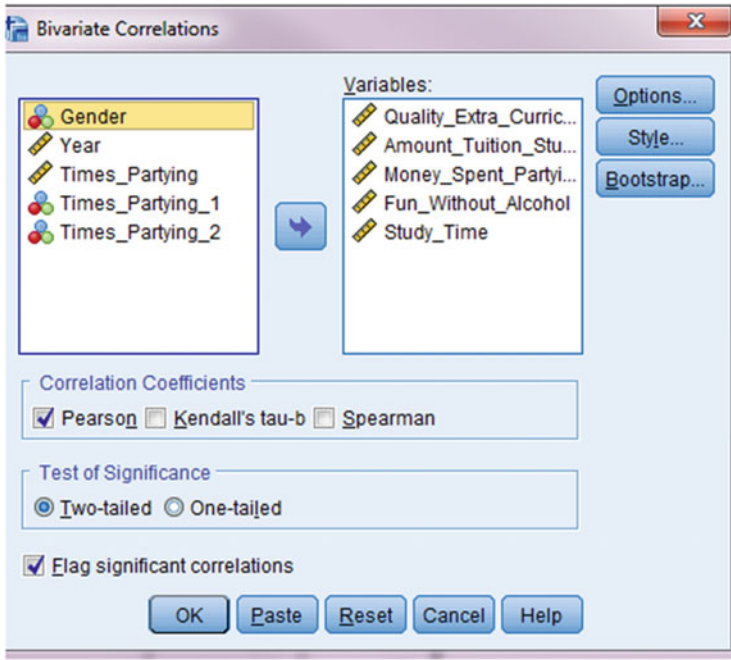 Bivariate Correlations
Variables:
Gender
Year
Times_Partying
Times_Partying_1
Times_Partying_2
Quality_Extra_Curric...
Amount_Tuition_Stu...
Money_Spent_Partyi...
Fun_Without_Alcohol
Study_Time
Options...
Style...
Bootstrap...
Correlation Coefficients
Pearson Kendall's tau-b Spearman
Test of Significance
Two-tailed One-tailed
Flag significant correlations
OK Paste Reset Cancel Help